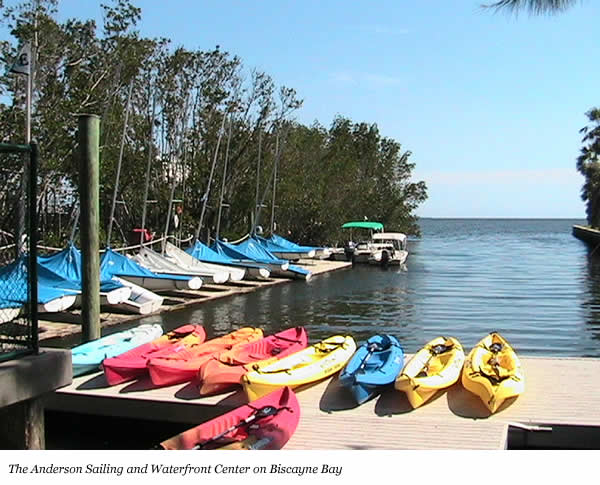 The Anderson Sailing and Waterfront Center on Biscayne Bay